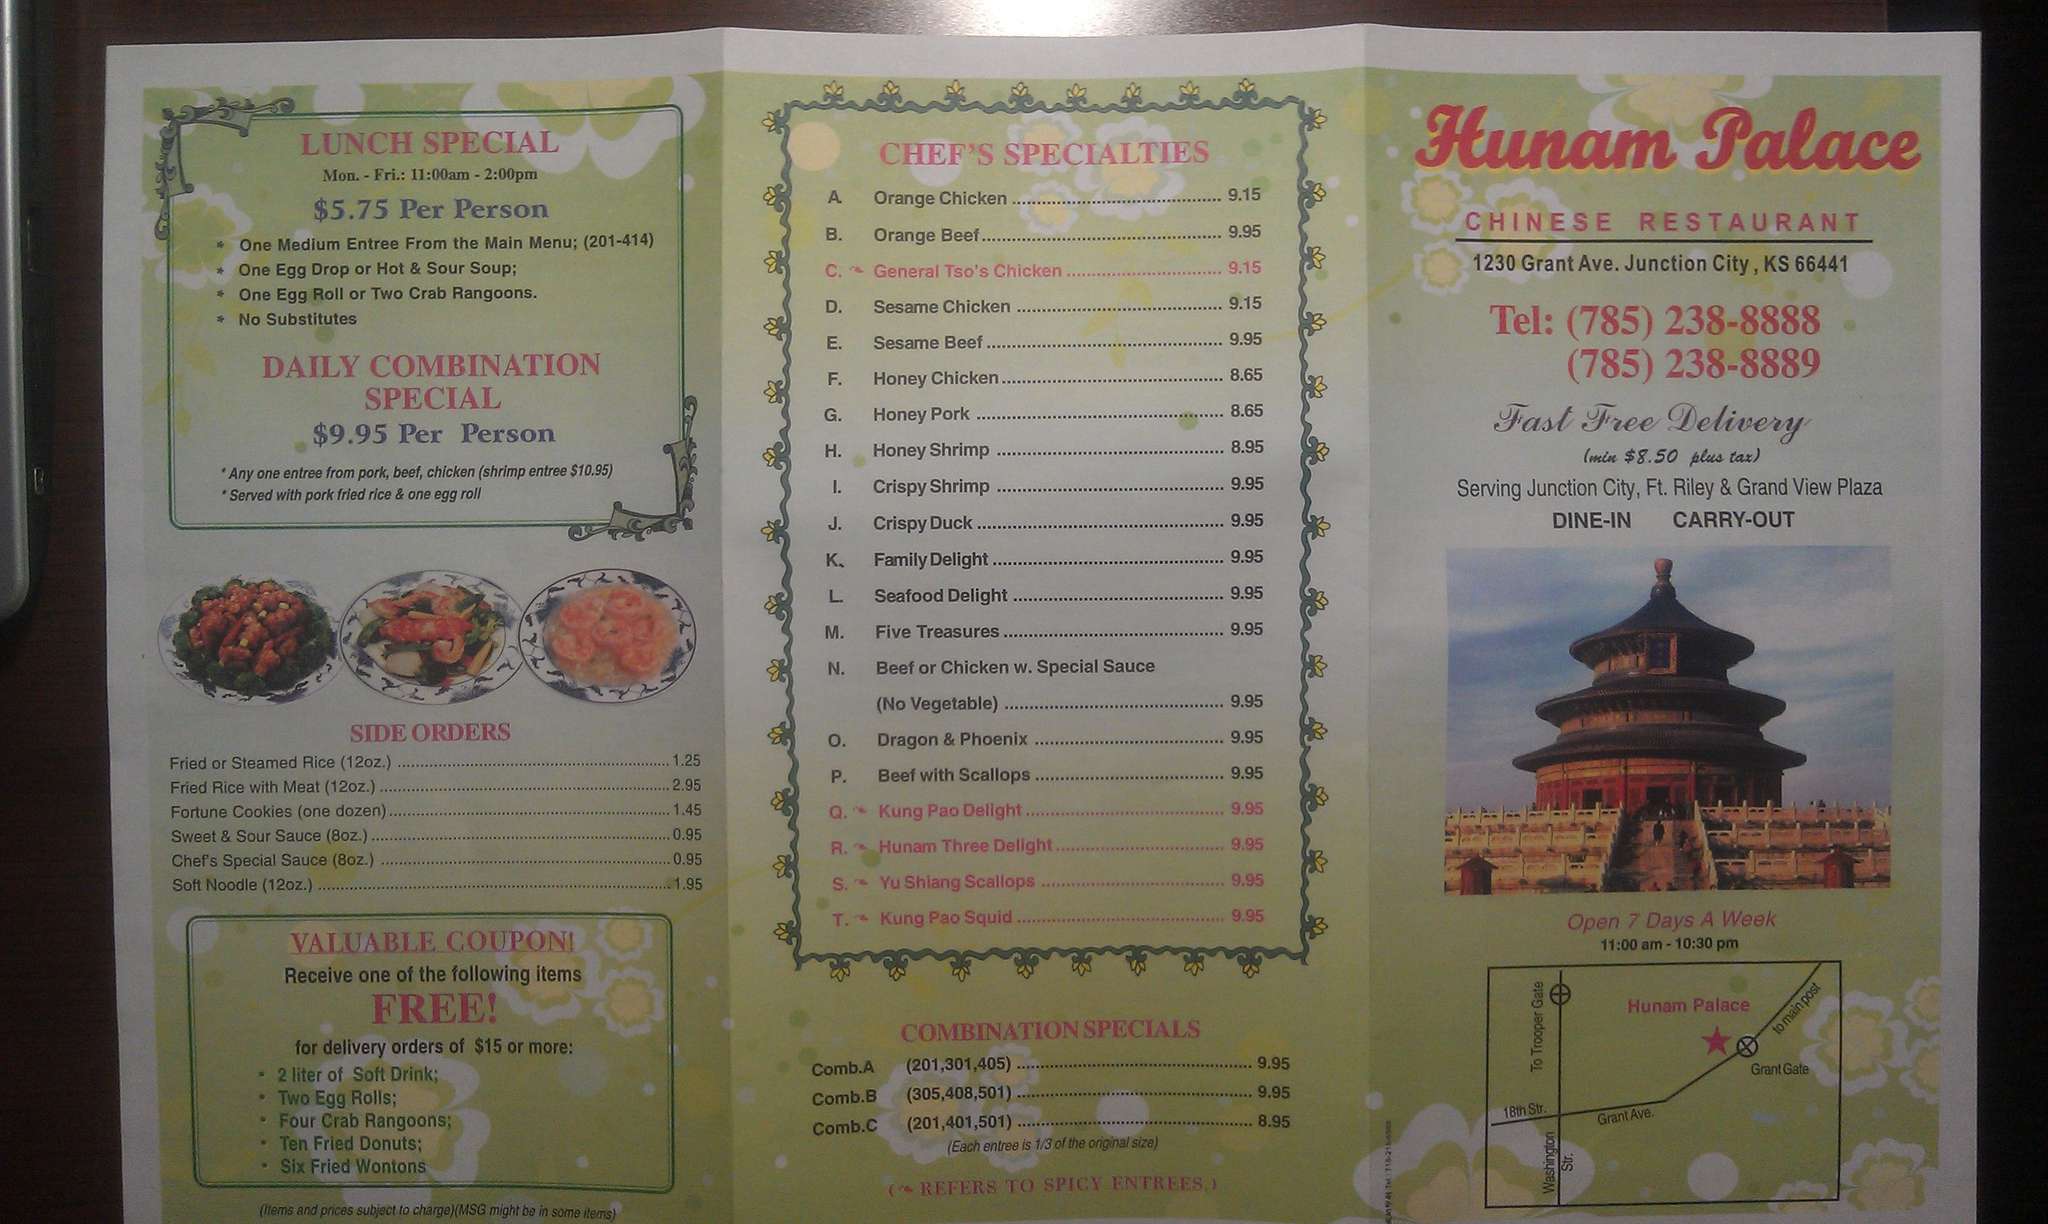 LUNCH SPECIAL
Mon. - Fri.: 11:00am - 2:00pm
$5.75 Per Person
* One Medium Entree From the Main Menu; (201-414)
* One Egg Drop or Hot & Sour Soup;
* One Egg Roll or Two Crab Rangoons.
* No Substitutes
DAILY COMBINATION
SPECIAL
$9.95 Per Person
* Any one entree from pork, beef, chicken (shrimp entree $10.95)
* Served with pork fried rice & one egg roll
SIDE ORDERS
Fried or Steamed Rice (12oz.) ........ 1.25
Fried Rice with Meat (12oz.) ........ 2.95
Fortune Cookies (one dozen) ........ 1.45
Sweet & Sour Sauce (8oz.) ........ 0.95
Chef's Special Sauce (8oz.) ........ 0.95
Soft Noodle (12oz.) ........ 1.95
VALUABLE COUPON!
Receive one of the following items
FREE!
for delivery orders of $15 or more:
• 2 liter of Soft Drink;
• Two Egg Rolls;
• Four Crab Rangoons;
• Ten Fried Donuts;
• Six Fried Wontons
(Items and prices subject to charge)(MSG might be in some items)
CHEF'S SPECIALTIES
A. Orange Chicken ........ 9.15
B. Orange Beef ........ 9.95
C. General Tso's Chicken ........ 9.15
D. Sesame Chicken ........ 9.15
E. Sesame Beef ........ 9.95
F. Honey Chicken ........ 8.65
G. Honey Pork ........ 8.65
H. Honey Shrimp ........ 8.95
I. Crispy Shrimp ........ 9.95
J. Crispy Duck ........ 9.95
K. Family Delight ........ 9.95
L. Seafood Delight ........ 9.95
M. Five Treasures ........ 9.95
N. Beef or Chicken w. Special Sauce
(No Vegetable) ........ 9.95
O. Dragon & Phoenix ........ 9.95
P. Beef with Scallops ........ 9.95
Q. Kung Pao Delight ........ 9.95
R. Hunam Three Delight ........ 9.95
S. Yu Shiang Scallops ........ 9.95
T. Kung Pao Squid ........ 9.95
COMBINATION SPECIALS
Comb.A (201,301,405) ........ 9.95
Comb.B (305,408,501) ........ 9.95
Comb.C (201,401,501) ........ 8.95
(Each entree is 1/3 of the original size)
( REFERS TO SPICY ENTREES.)
Hunam Palace
CHINESE RESTAURANT
1230 Grant Ave. Junction City, KS 66441
Tel: (785) 238-8888
(785) 238-8889
Fast Free Delivery
(min $8.50 plus tax)
Serving Junction City, Ft. Riley & Grand View Plaza
DINE-IN CARRY-OUT
Open 7 Days A Week
11:00 am - 10:30 pm
To Trooper Gate
Hunam Palace
to main post
Grant Gate
18th Str.
Grant Ave.
Washington
Str.